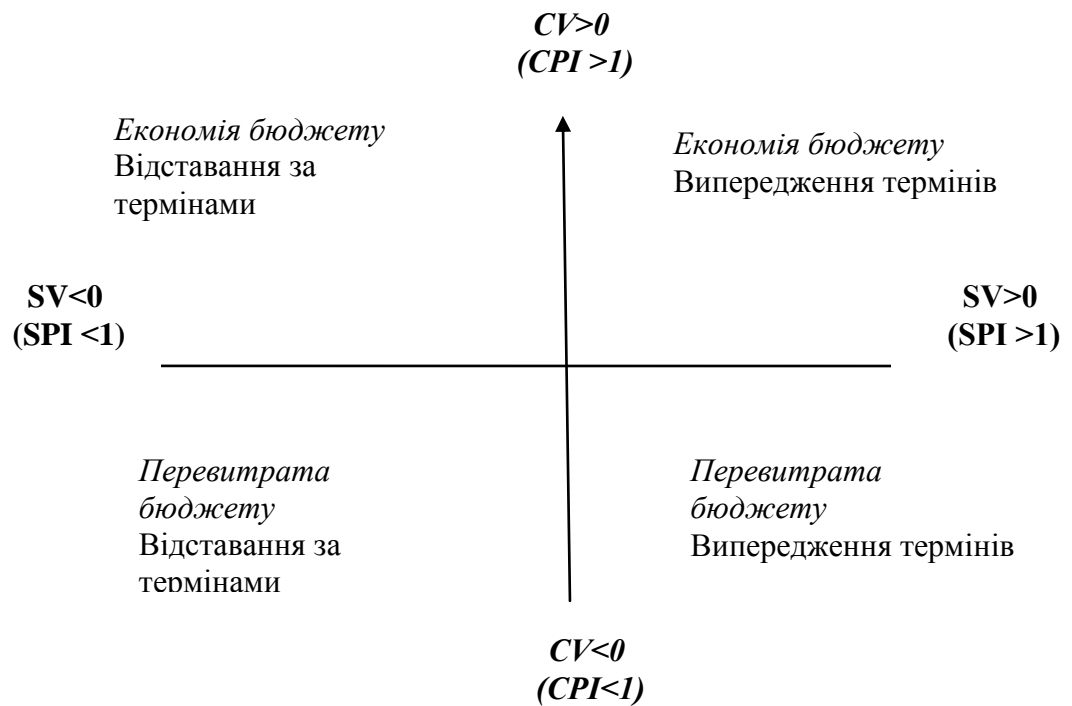 CV>0
(CPI >1)
Економія бюджету
Відставання за
термінами
Економія бюджету
Випередження термінів
SV<0
(SPI <1)
SV>0
(SPI >1)
Перевитрата
бюджету
Відставання за
термінами
Перевитрата
бюджету
Випередження термінів
CV<0
(CPI<1)